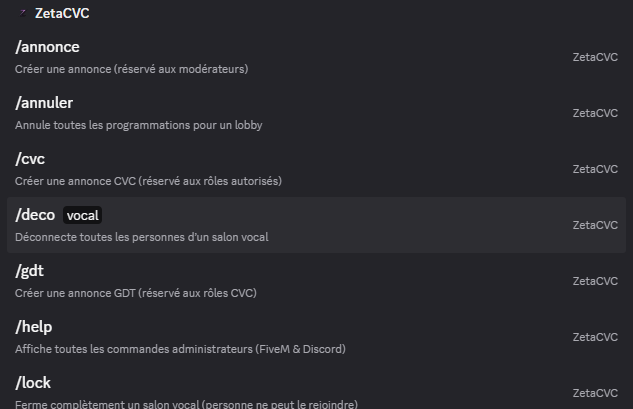 ZetaCVC
/annonce
Créer une annonce (réservé aux modérateurs)
ZetaCVC
/annuler
Annule toutes les programmations pour un lobby
ZetaCVC
/cvc
Créer une annonce CVC (réservé aux rôles autorisés)
ZetaCVC
/deco vocal
Déconnecte toutes les personnes d'un salon vocal
ZetaCVC
/gdt
Créer une annonce GDT (réservé aux rôles CVC)
ZetaCVC
/help
Affiche toutes les commandes administrateurs (FiveM & Discord)
ZetaCVC
/lock
Ferme complètement un salon vocal (personne ne peut le rejoindre)
ZetaCVC